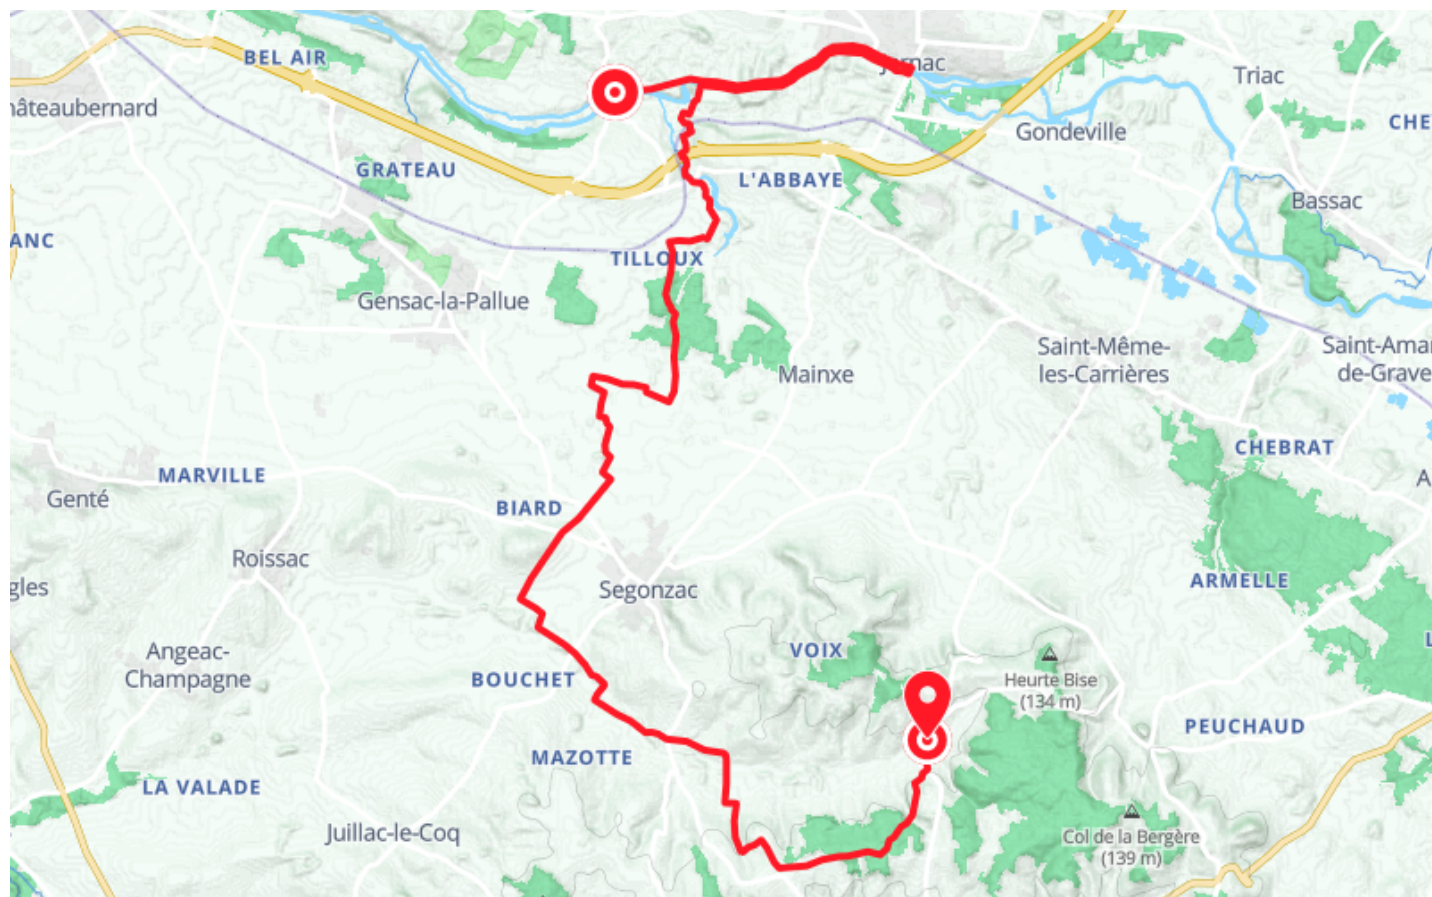 BEL AIR
Triac
hâteaubernard
Gondeville
CHE
GRATEAU
L'ABBAYE
Bassac
ANC
TILLOUX
Gensac-la-Pallue
Saint-Même-
les-Carrières
Saint-Amai
de-Grave
Mainxe
CHEBRAT
MARVILLE
A
Genté
BIARD
Roissac
gles
Segonzac
ARMELLE
Angeac-
Champagne
VOIX
L
BOUCHET
Heurte Bise
(134 m)
PEUCHAUD
MAZOTTE
LA VALADE
Juillac-le-Coq
Col de la Bergère
(139 m)